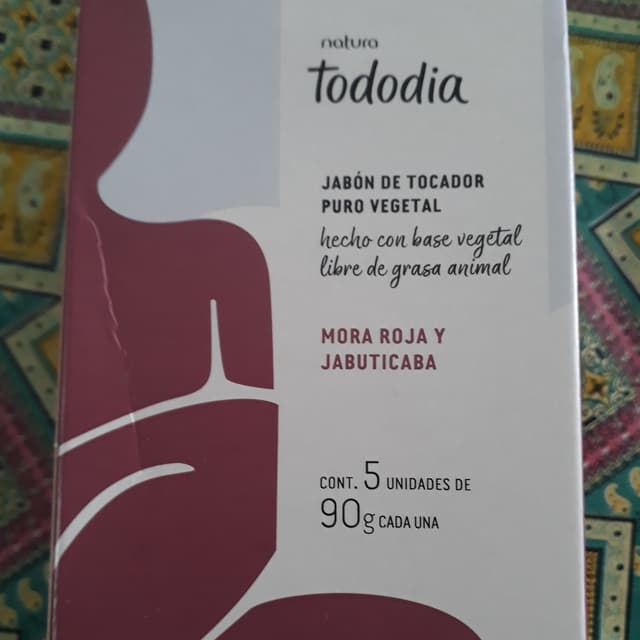 natura
Tododia
JABÓN DE TOCADOR
PURO VEGETAL
hecho con base vegetal
libre de grasa animal
MORA ROJA Y
JABUTICABA
CONT. 5 UNIDADES DE
90g CADA UNA